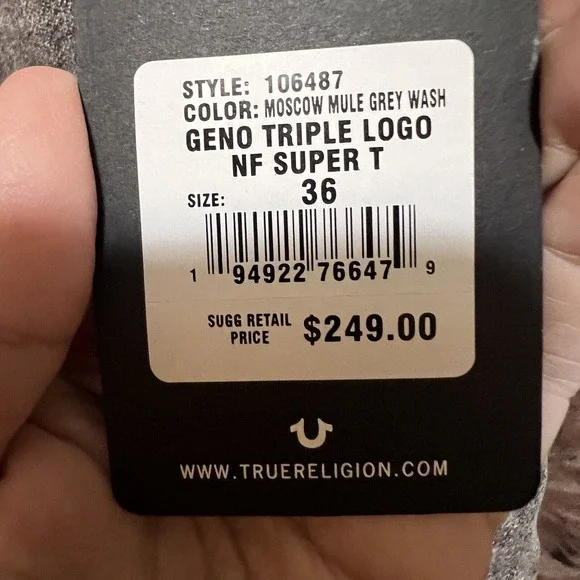 STYLE: 106487
COLOR: MOSCOW MULE GREY WASH
GENO TRIPLE LOGO
NF SUPER T
SIZE: 36
1 94922 76647 9
SUGG RETAIL PRICE $249.00
WWW.TRUERELIGION.COM